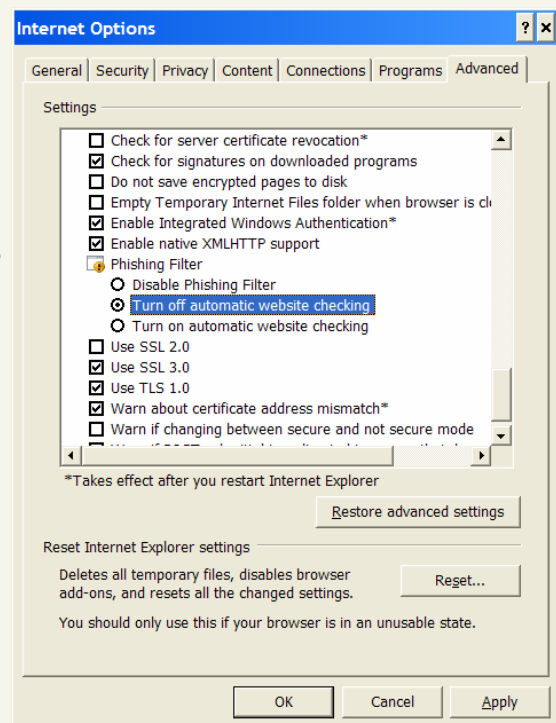 Internet Options
? ×
General Security Privacy Content Connections Programs Advanced
Settings
Check for server certificate revocation*
Check for signatures on downloaded programs
Do not save encrypted pages to disk
Empty Temporary Internet Files folder when browser is
Enable Integrated Windows Authentication*
Enable native XMLHTTP support
Phishing Filter
Disable Phishing Filter
Turn off automatic website checking
Turn on automatic website checking
Use SSL 2.0
Use SSL 3.0
Use TLS 1.0
Warn about certificate address mismatch*
Warn if changing between secure and not secure mode
*Takes effect after you restart Internet Explorer
Restore advanced settings
Reset Internet Explorer settings
Deletes all temporary files, disables browser
add-ons, and resets all the changed settings.
Reset...
You should only use this if your browser is in an unusable state.
OK Cancel Apply